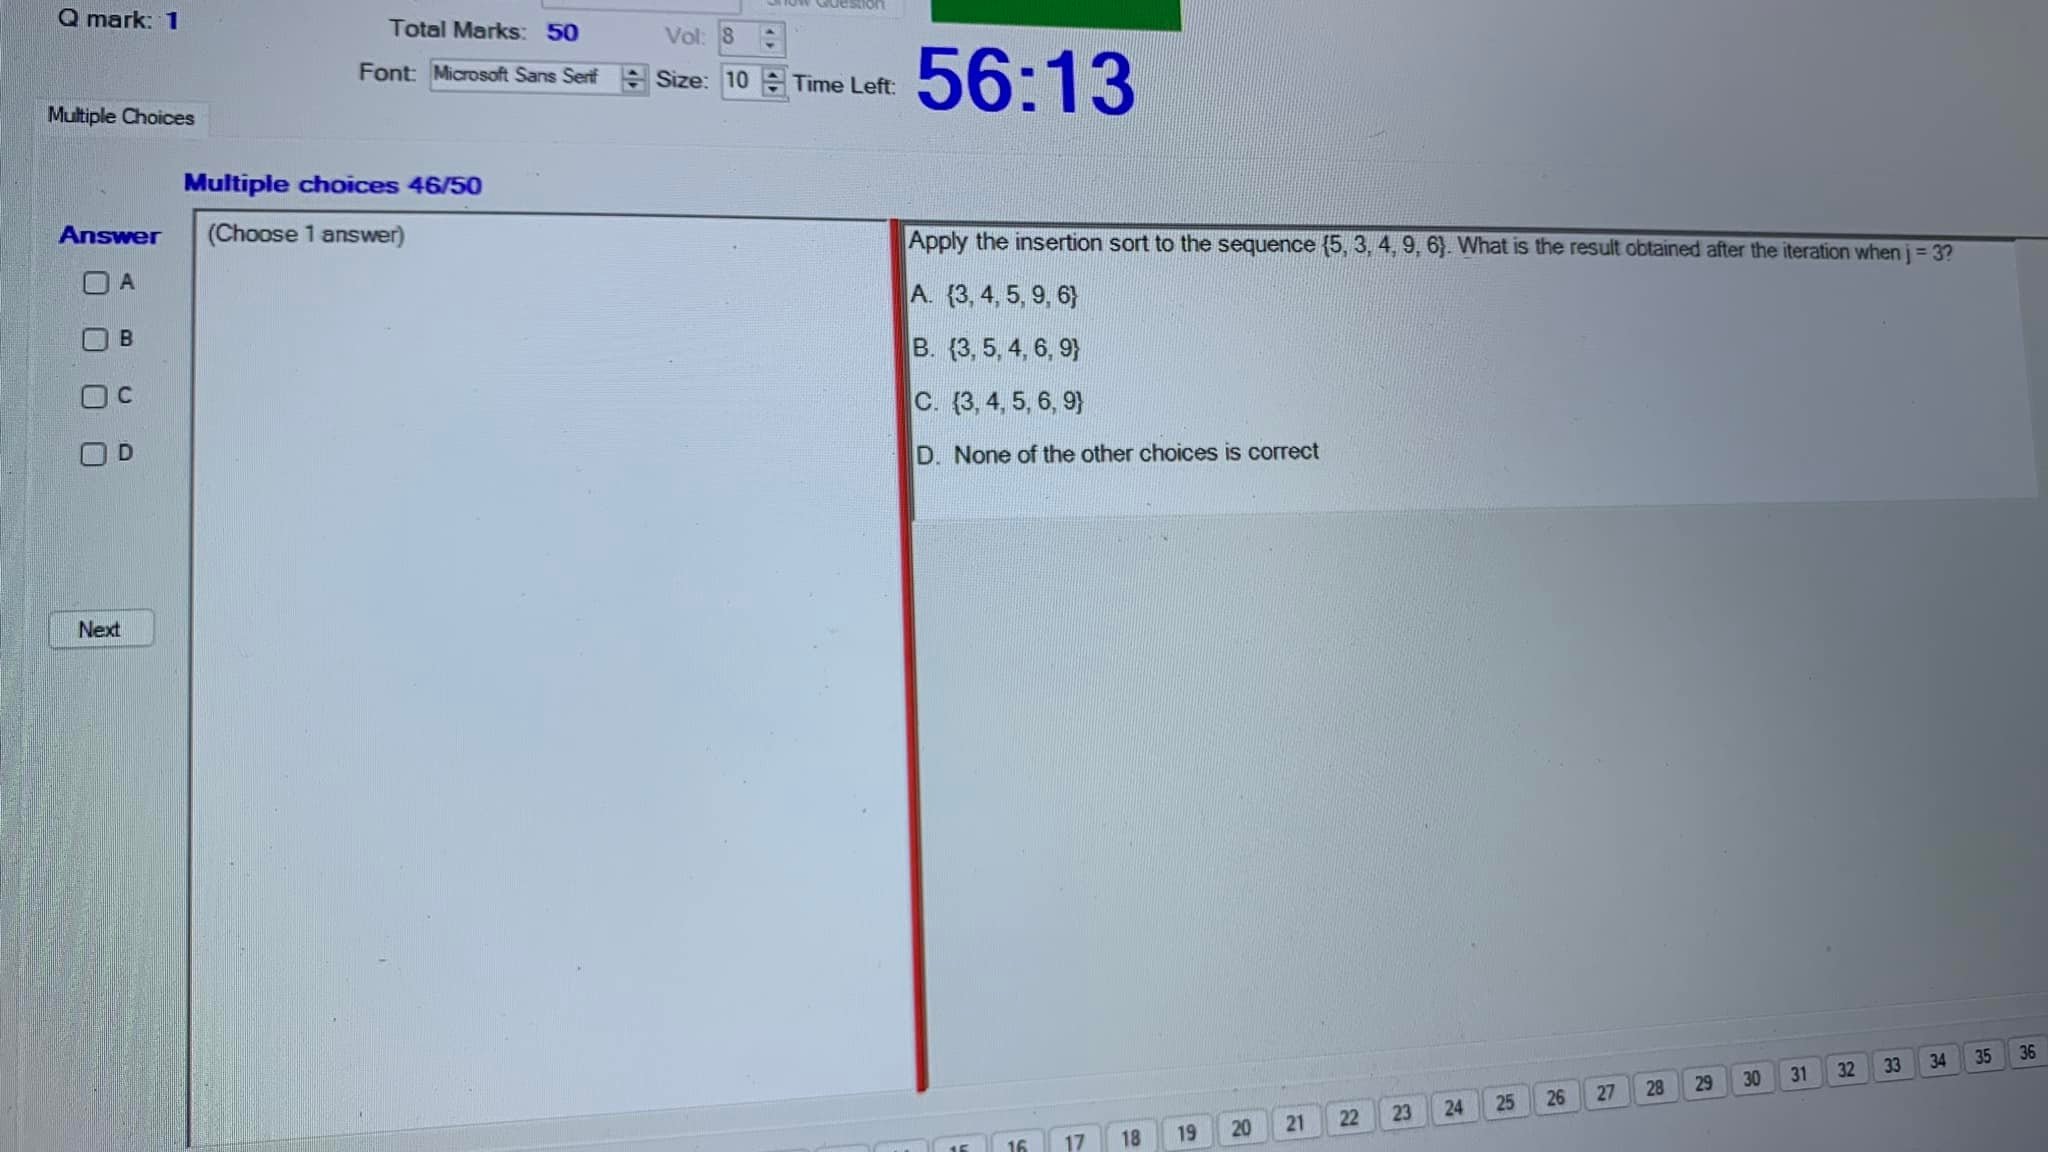 Q mark: 1
Total Marks: 50
Vol: 8
Font: Microsoft Sans Serif
Size: 10
Time Left: 56:13
Multiple Choices
Multiple choices 46/50
Answer
(Choose 1 answer)
A
B
C
D
Next
Apply the insertion sort to the sequence {5, 3, 4, 9, 6}. What is the result obtained after the iteration when j = 3?
A. {3, 4, 5, 9, 6}
B. {3, 5, 4, 6, 9}
C. {3, 4, 5, 6, 9}
D. None of the other choices is correct
16 17 18 19 20 21 22 23 24 25 26 27 28 29 30 31 32 33 34 35 36